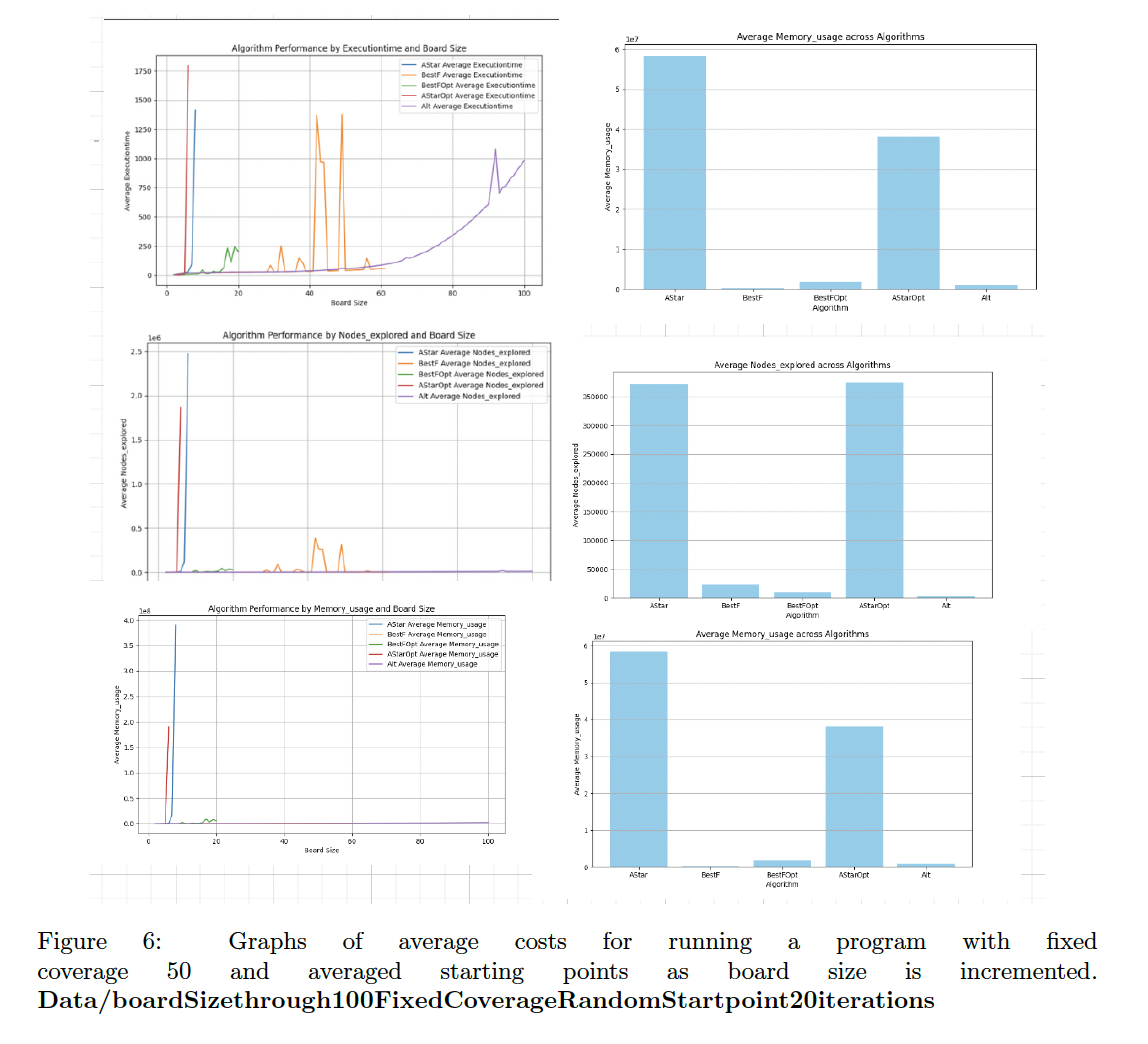 Algorithm Performance by Executiontime and Board Size
AStar Average Executiontime
BestF Average Executiontime
BestFOpt Average Executiontime
AStarOpt Average Executiontime
Alt Average Executiontime
Average Executiontime
1750
1500
1250
1000
750
500
250
0
0 20 40 60 80 100
Board Size
Average Memory_usage across Algorithms
1e7
Average Memory_usage
6
5
4
3
2
1
0
AStar BestF BestFOpt AStarOpt Alt
Algorithm
Algorithm Performance by Nodes_explored and Board Size
1e6
AStar Average Nodes_explored
BestF Average Nodes_explored
BestFOpt Average Nodes_explored
AStarOpt Average Nodes_explored
Alt Average Nodes_explored
Average Nodes_explored
2.5
2.0
1.5
1.0
0.5
0.0
Average Nodes_explored across Algorithms
Average Nodes_explored
350000
300000
250000
200000
150000
100000
50000
0
AStar BestF BestFOpt AStarOpt Alt
Algorithm
Algorithm Performance by Memory_usage and Board Size
1e8
AStar Average Memory_usage
BestF Average Memory_usage
BestFOpt Average Memory_usage
AStarOpt Average Memory_usage
Alt Average Memory_usage
Average Memory_usage
4.0
3.5
3.0
2.5
2.0
1.5
1.0
0.5
0.0
0 20 40 60 80 100
Board Size
Average Memory_usage across Algorithms
1e7
Average Memory_usage
6
5
4
3
2
1
0
AStar BestF BestFOpt AStarOpt Alt
Algorithm
Figure 6: Graphs of average costs for running a program with fixed
coverage 50 and averaged starting points as board size is incremented.
Data/boardSizethrough100FixedCoverageRandomStartpoint20iterations